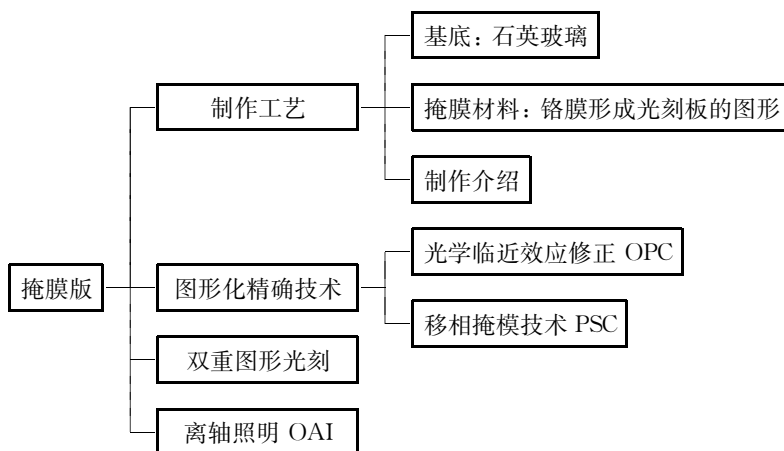 基底：石英玻璃
制作工艺
掩膜材料：铬膜形成光刻板的图形
制作介绍
光学临近效应修正 OPC
掩膜版
图形化精确技术
移相掩模技术 PSC
双重图形光刻
离轴照明 OAI